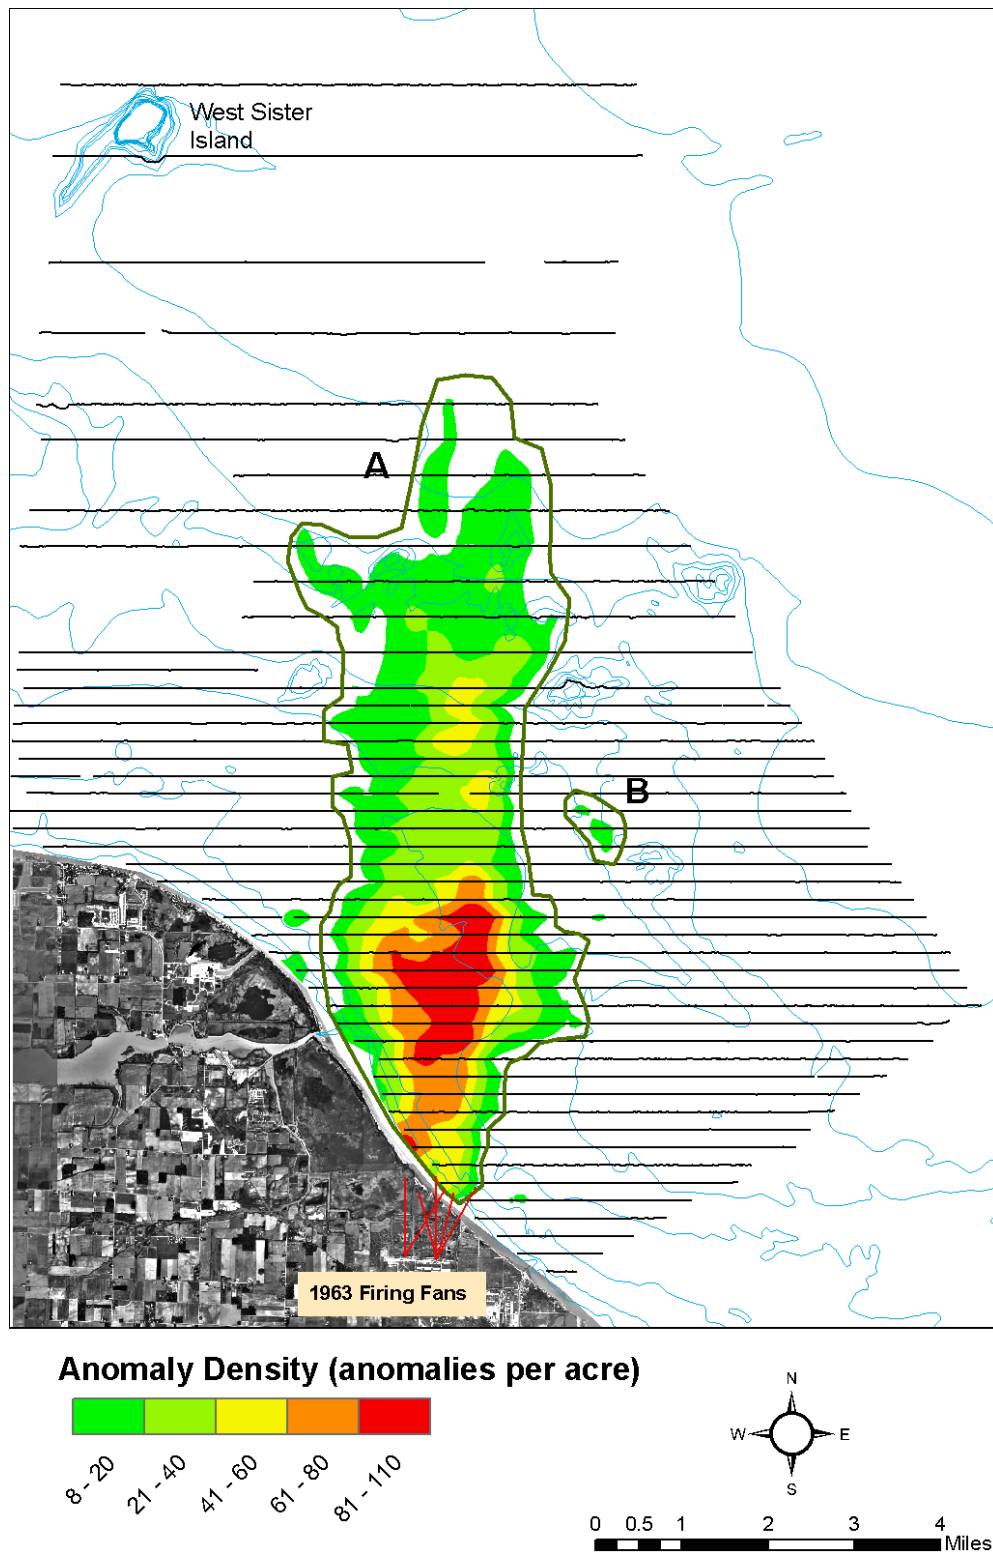 West Sister
Island
A
B
1963 Firing Fans
Anomaly Density (anomalies per acre)
8 - 20
21 - 40
41 - 60
61 - 80
81 - 110
N
W E
S
0 0.5 1 2 3 4
Miles